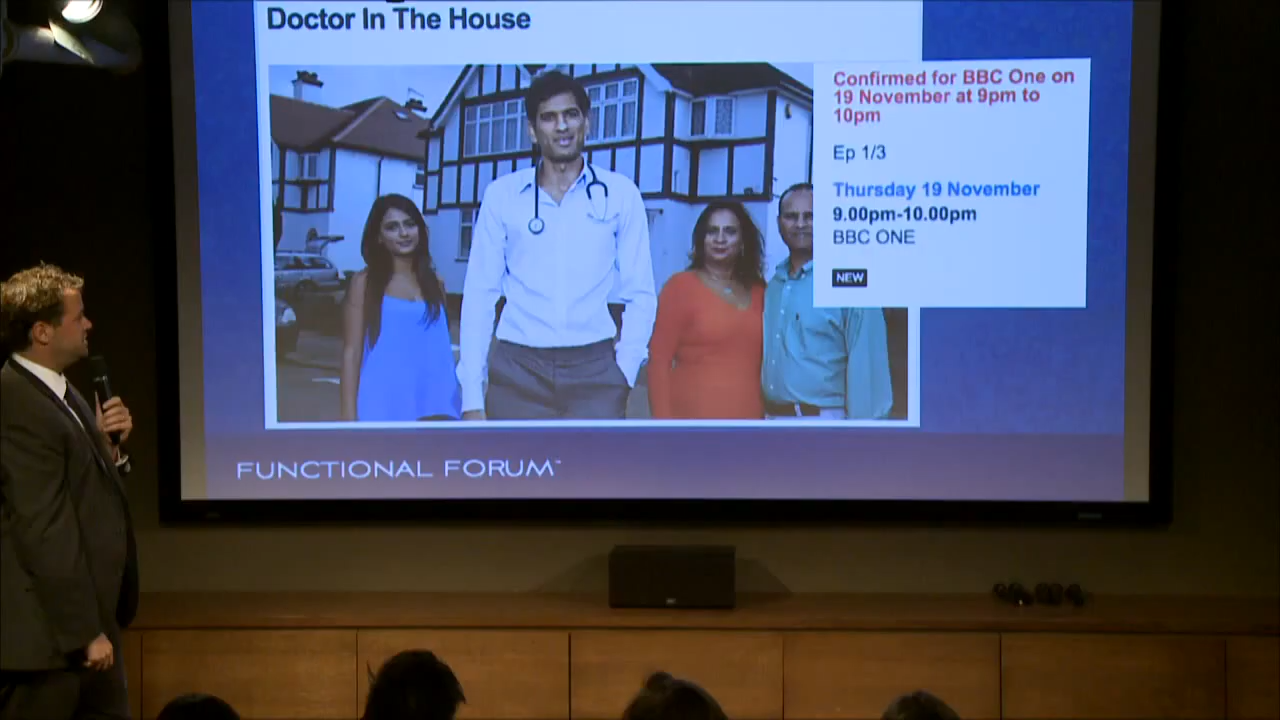 Doctor In The House
Confirmed for BBC One on
19 November at 9pm to
10pm
Ep 1/3
Thursday 19 November
9.00pm-10.00pm
BBC ONE
NEW
FUNCTIONAL FORUM™